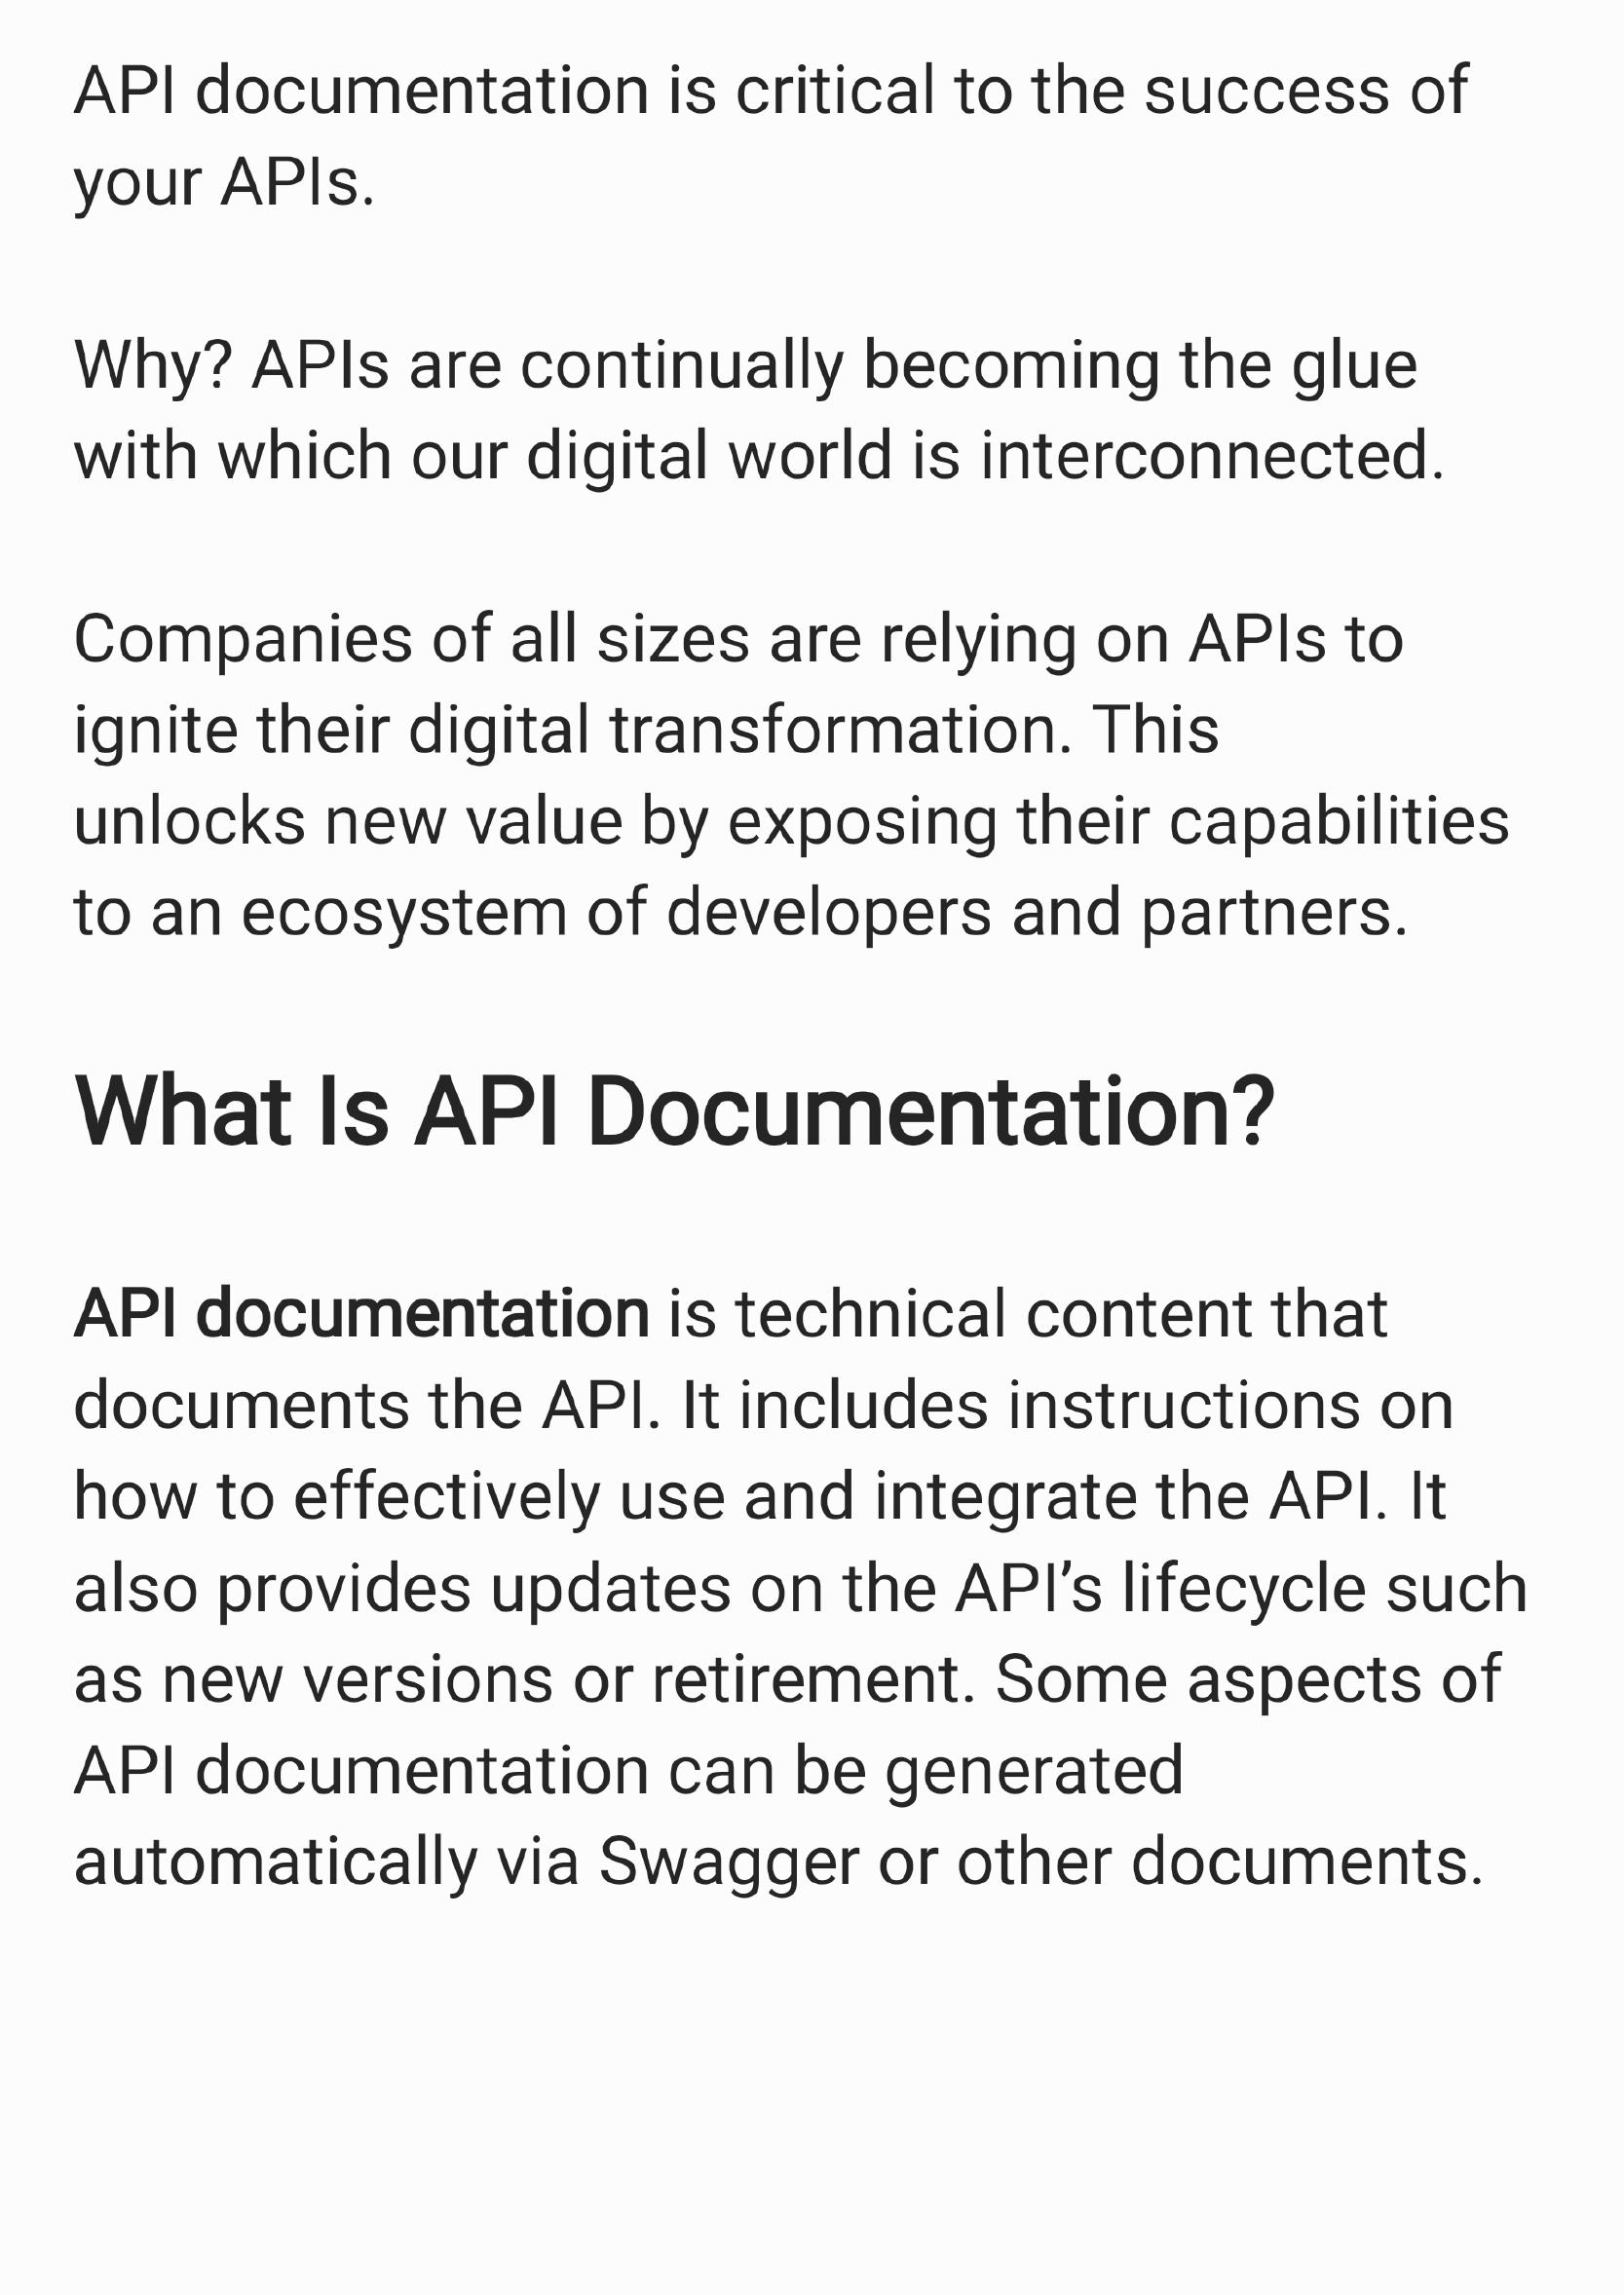 API documentation is critical to the success of
your APIs.
Why? APIs are continually becoming the glue
with which our digital world is interconnected.
Companies of all sizes are relying on APIs to
ignite their digital transformation. This
unlocks new value by exposing their capabilities
to an ecosystem of developers and partners.
What Is API Documentation?
API documentation is technical content that
documents the API. It includes instructions on
how to effectively use and integrate the API. It
also provides updates on the API’s lifecycle such
as new versions or retirement. Some aspects of
API documentation can be generated
automatically via Swagger or other documents.